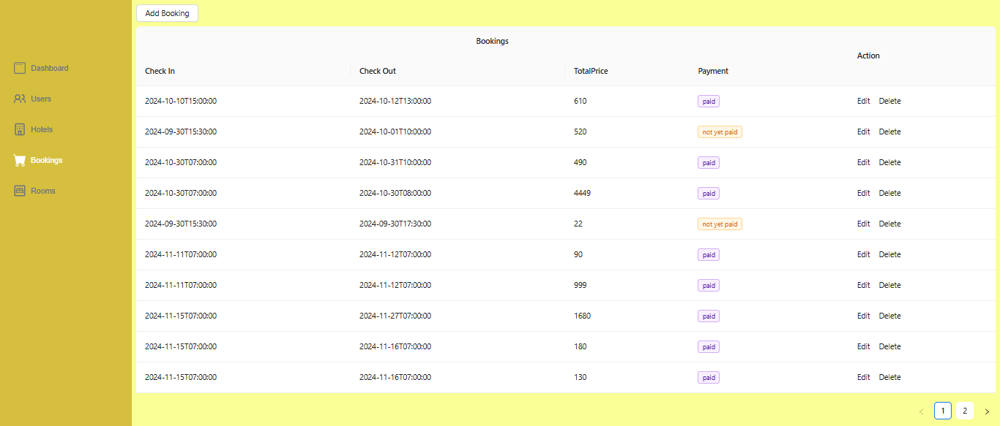 Add Booking
Dashboard
Users
Hotels
Bookings
Rooms
Bookings
Action
Check In Check Out TotalPrice Payment
2024-10-10T15:00:00 2024-10-12T13:00:00 610 paid Edit Delete
2024-09-30T15:30:00 2024-10-01T10:00:00 520 not yet paid Edit Delete
2024-10-30T07:00:00 2024-10-31T10:00:00 490 paid Edit Delete
2024-10-30T07:00:00 2024-10-30T08:00:00 4449 paid Edit Delete
2024-09-30T15:30:00 2024-09-30T17:30:00 22 not yet paid Edit Delete
2024-11-11T07:00:00 2024-11-12T07:00:00 90 paid Edit Delete
2024-11-11T07:00:00 2024-11-12T07:00:00 999 paid Edit Delete
2024-11-15T07:00:00 2024-11-27T07:00:00 1680 paid Edit Delete
2024-11-15T07:00:00 2024-11-16T07:00:00 180 paid Edit Delete
2024-11-15T07:00:00 2024-11-16T07:00:00 130 paid Edit Delete
< 1 2 >